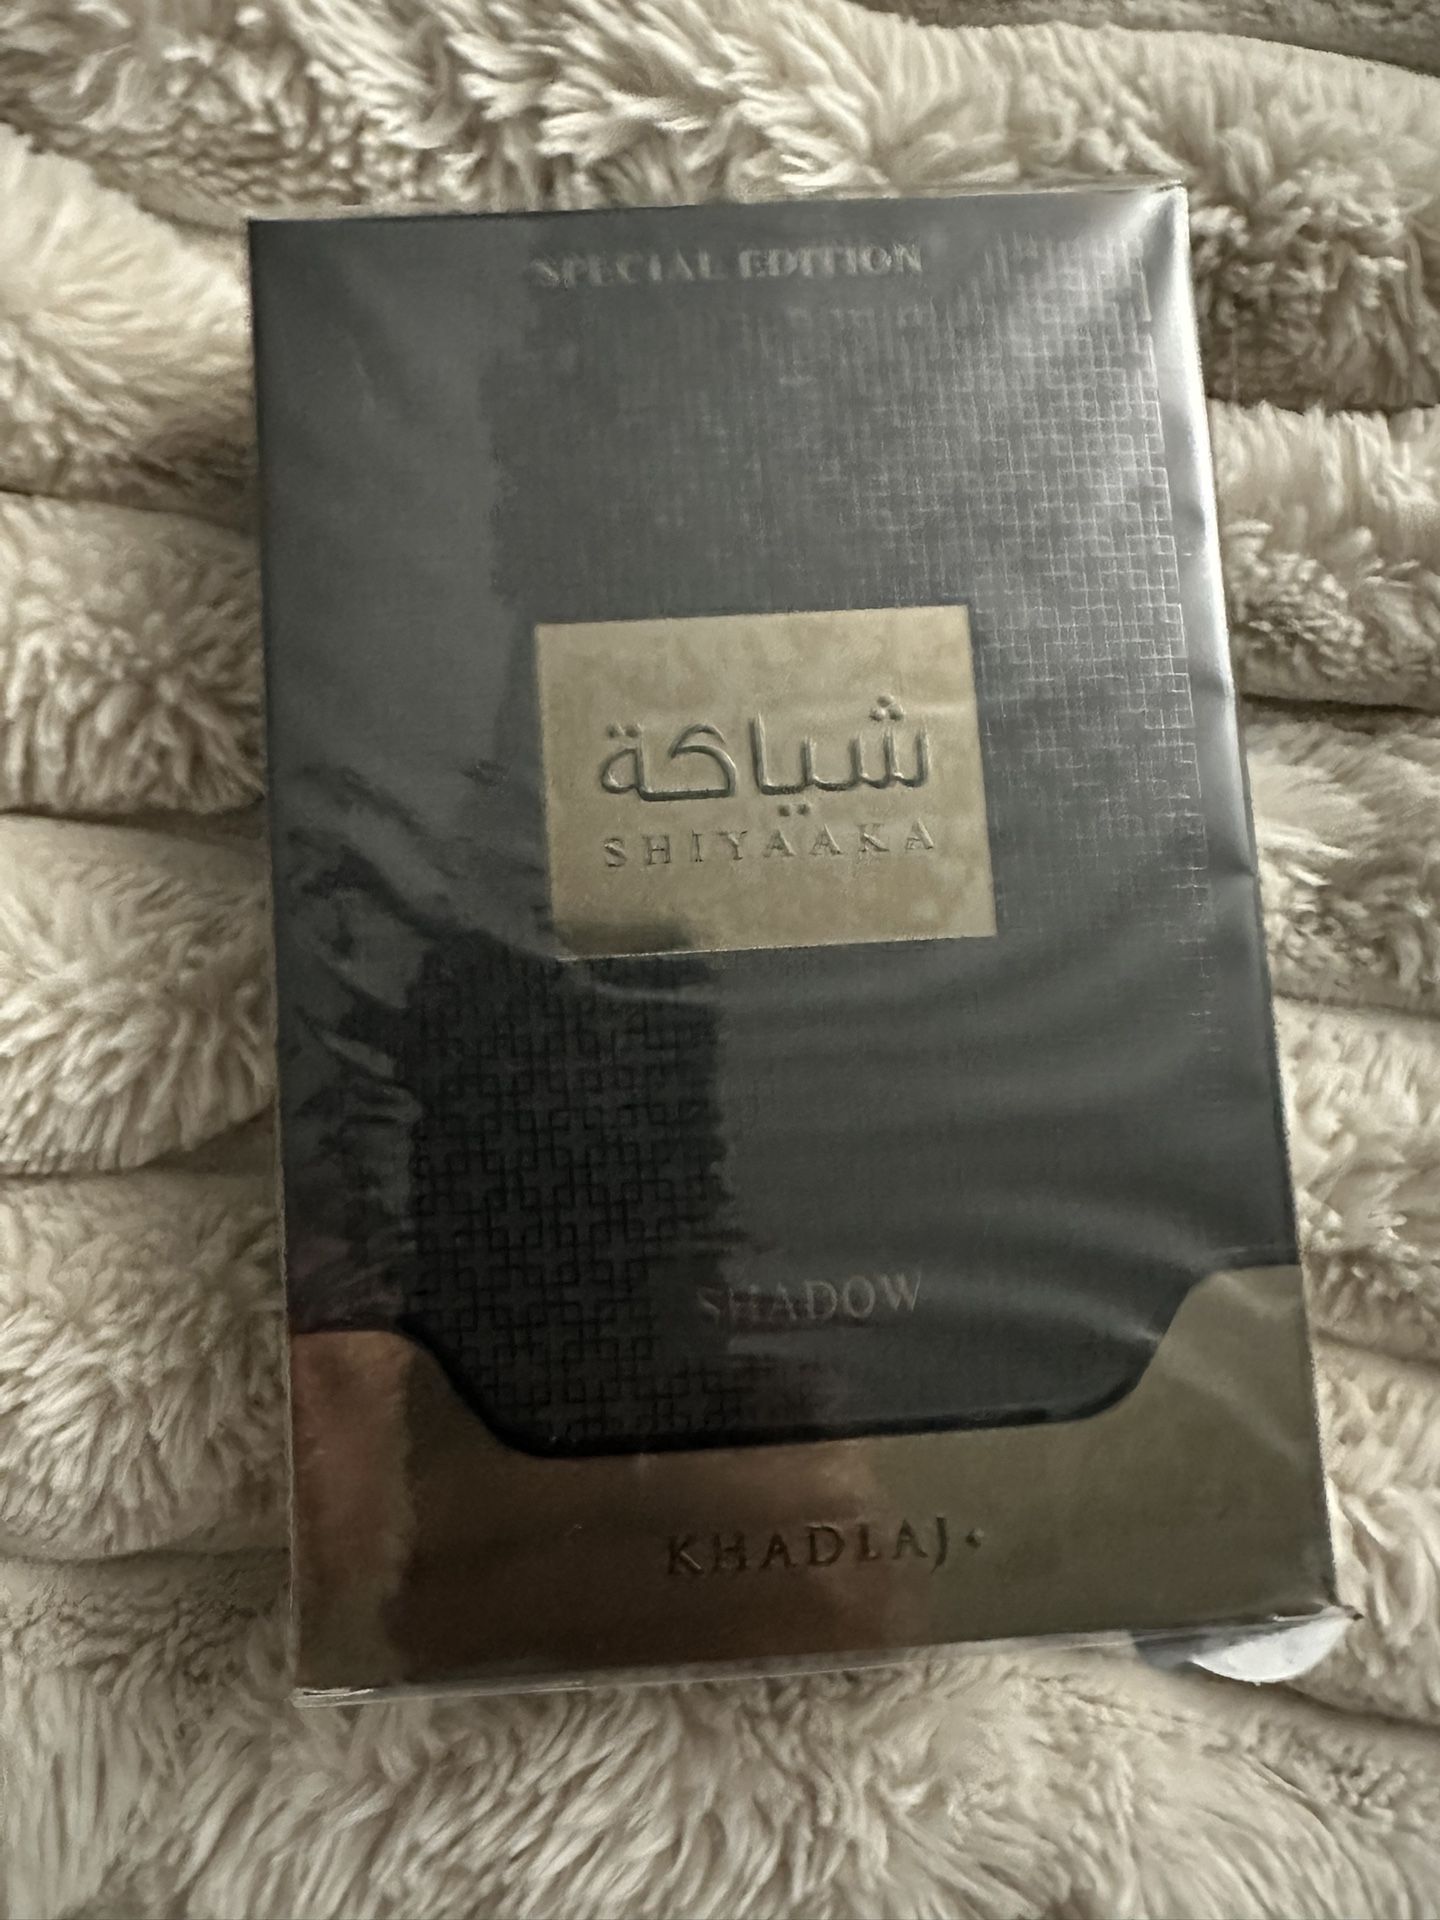 SPECIAL EDITION
شياكة
SHIYAAKA
SHADOW
KHADLAJ